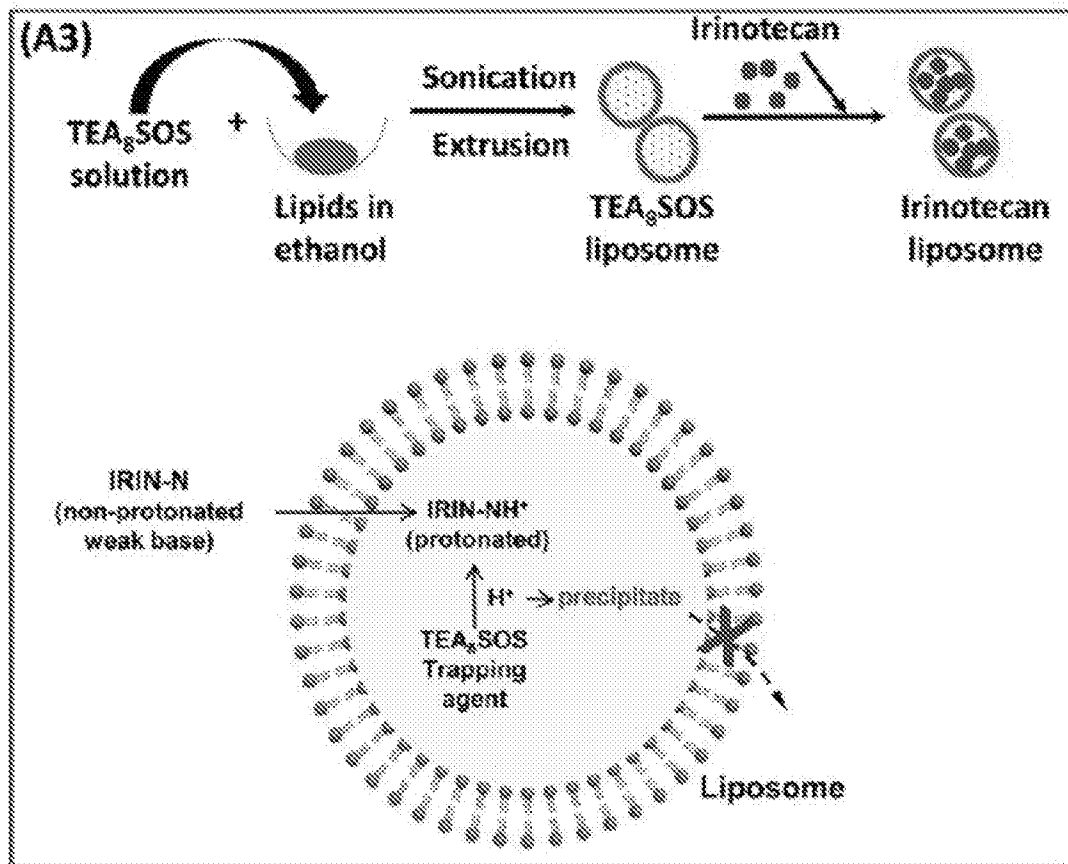 (A3)
Irinotecan
TEA₈SOS
solution
+
Lipids in
ethanol
Sonication
Extrusion
TEA₈SOS
liposome
Irinotecan
liposome
IRIN-N
(non-protonated
weak base)
IRIN-NH⁺
(protonated)
H⁺
precipitate
TEA₈SOS
Trapping
agent
Liposome